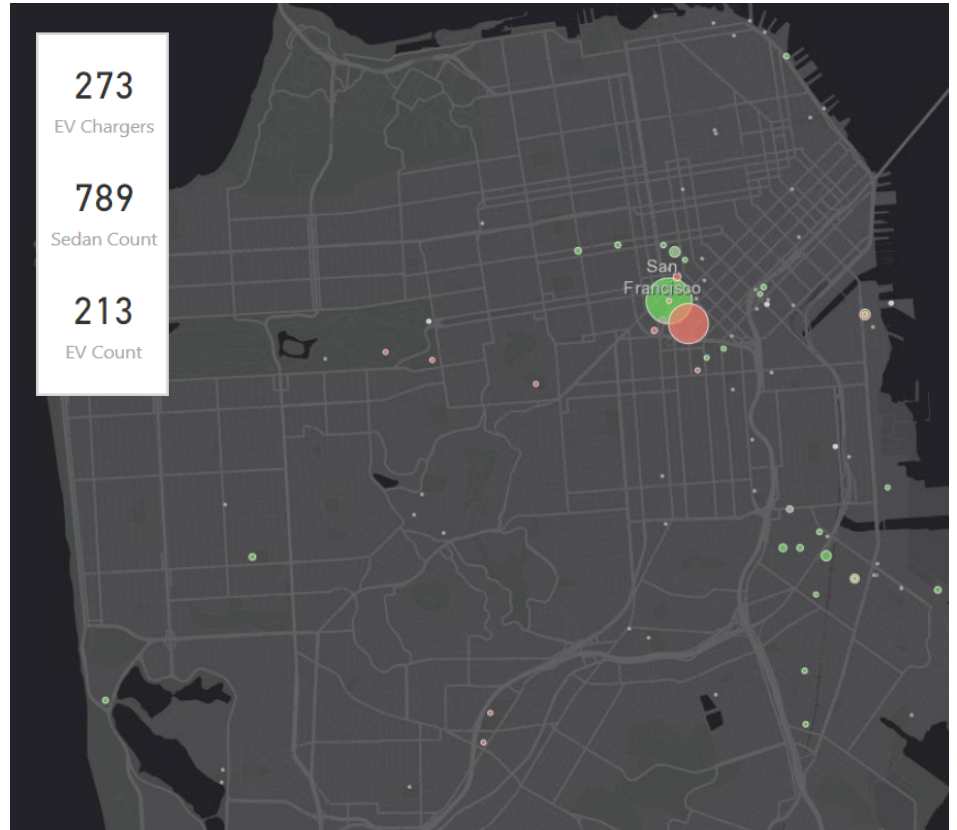 273
EV Chargers
789
Sedan Count
213
EV Count
San
Francisco